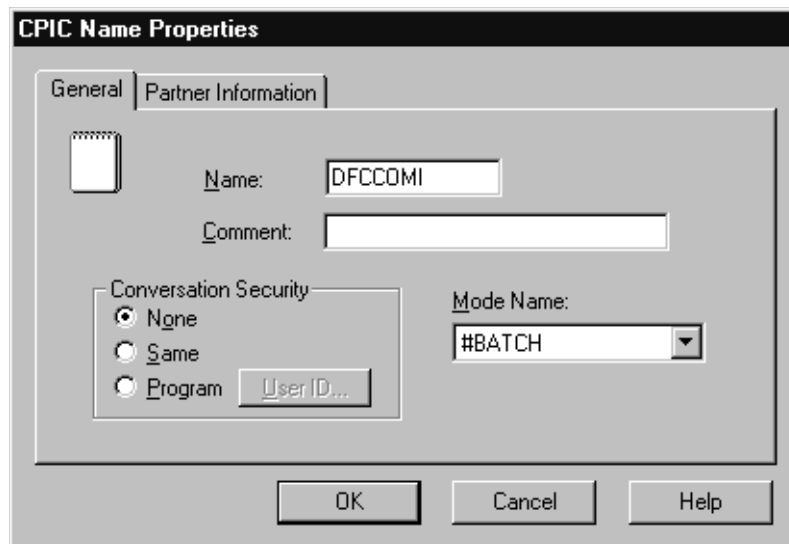 CPIC Name Properties
General Partner Information
Name: DFCCOMI
Comment:
Conversation Security
None
Same
Program User ID...
Mode Name:
#BATCH
OK Cancel Help